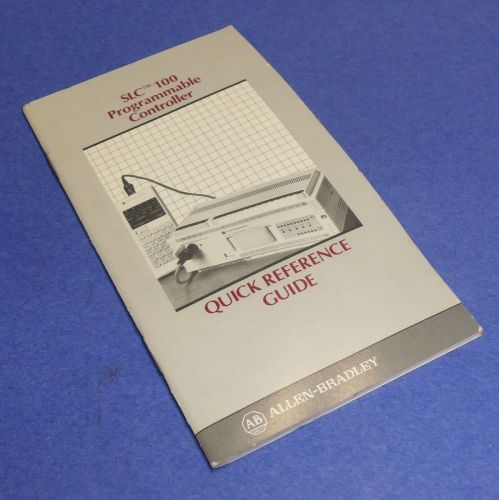 SLC™ 100
Programmable
Controller
QUICK REFERENCE
GUIDE
AB ALLEN-BRADLEY